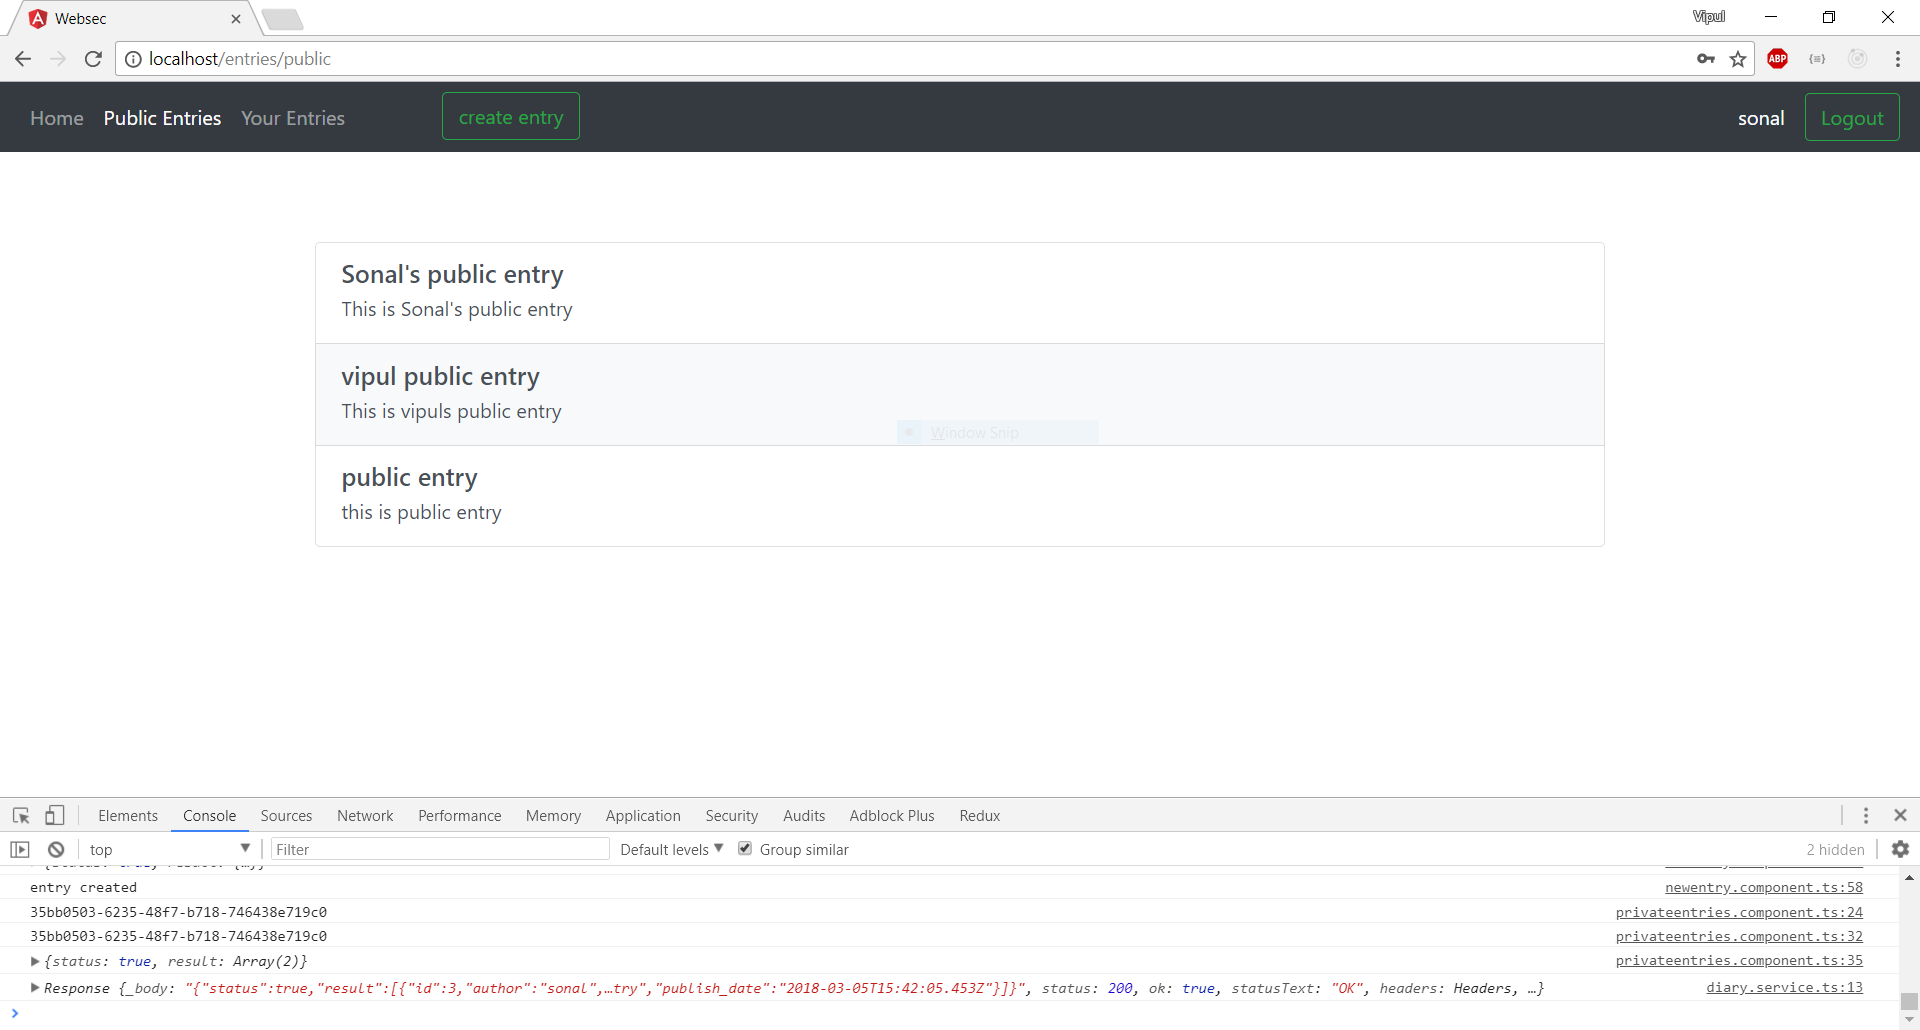 Websec
Vipul
localhost/entries/public
ABP
Home Public Entries Your Entries create entry sonal Logout
Sonal's public entry
This is Sonal's public entry
vipul public entry
This is vipuls public entry
Window Snip
public entry
this is public entry
Elements Console Sources Network Performance Memory Application Security Audits Adblock Plus Redux
top Filter Default levels Group similar 2 hidden
entry created newentry.component.ts:58
35bb0503-6235-48f7-b718-746438e719c0 privateentries.component.ts:24
35bb0503-6235-48f7-b718-746438e719c0 privateentries.component.ts:32
{status: true, result: Array(2)} privateentries.component.ts:35
Response {_body: "{"status":true,"result":[{"id":3,"author":"sonal",…try","publish_date":"2018-03-05T15:42:05.453Z"}]}", status: 200, ok: true, statusText: "OK", headers: Headers, …} diary.service.ts:13